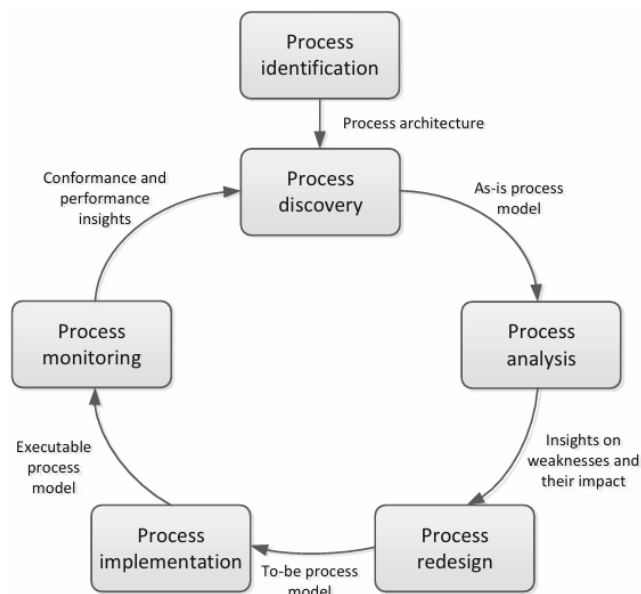 Process
identification
Process architecture
Process
discovery
As-is process
model
Process
analysis
Insights on
weaknesses and
their impact
Process
redesign
To-be process
model
Process
implementation
Executable
process
model
Process
monitoring
Conformance and
performance
insights